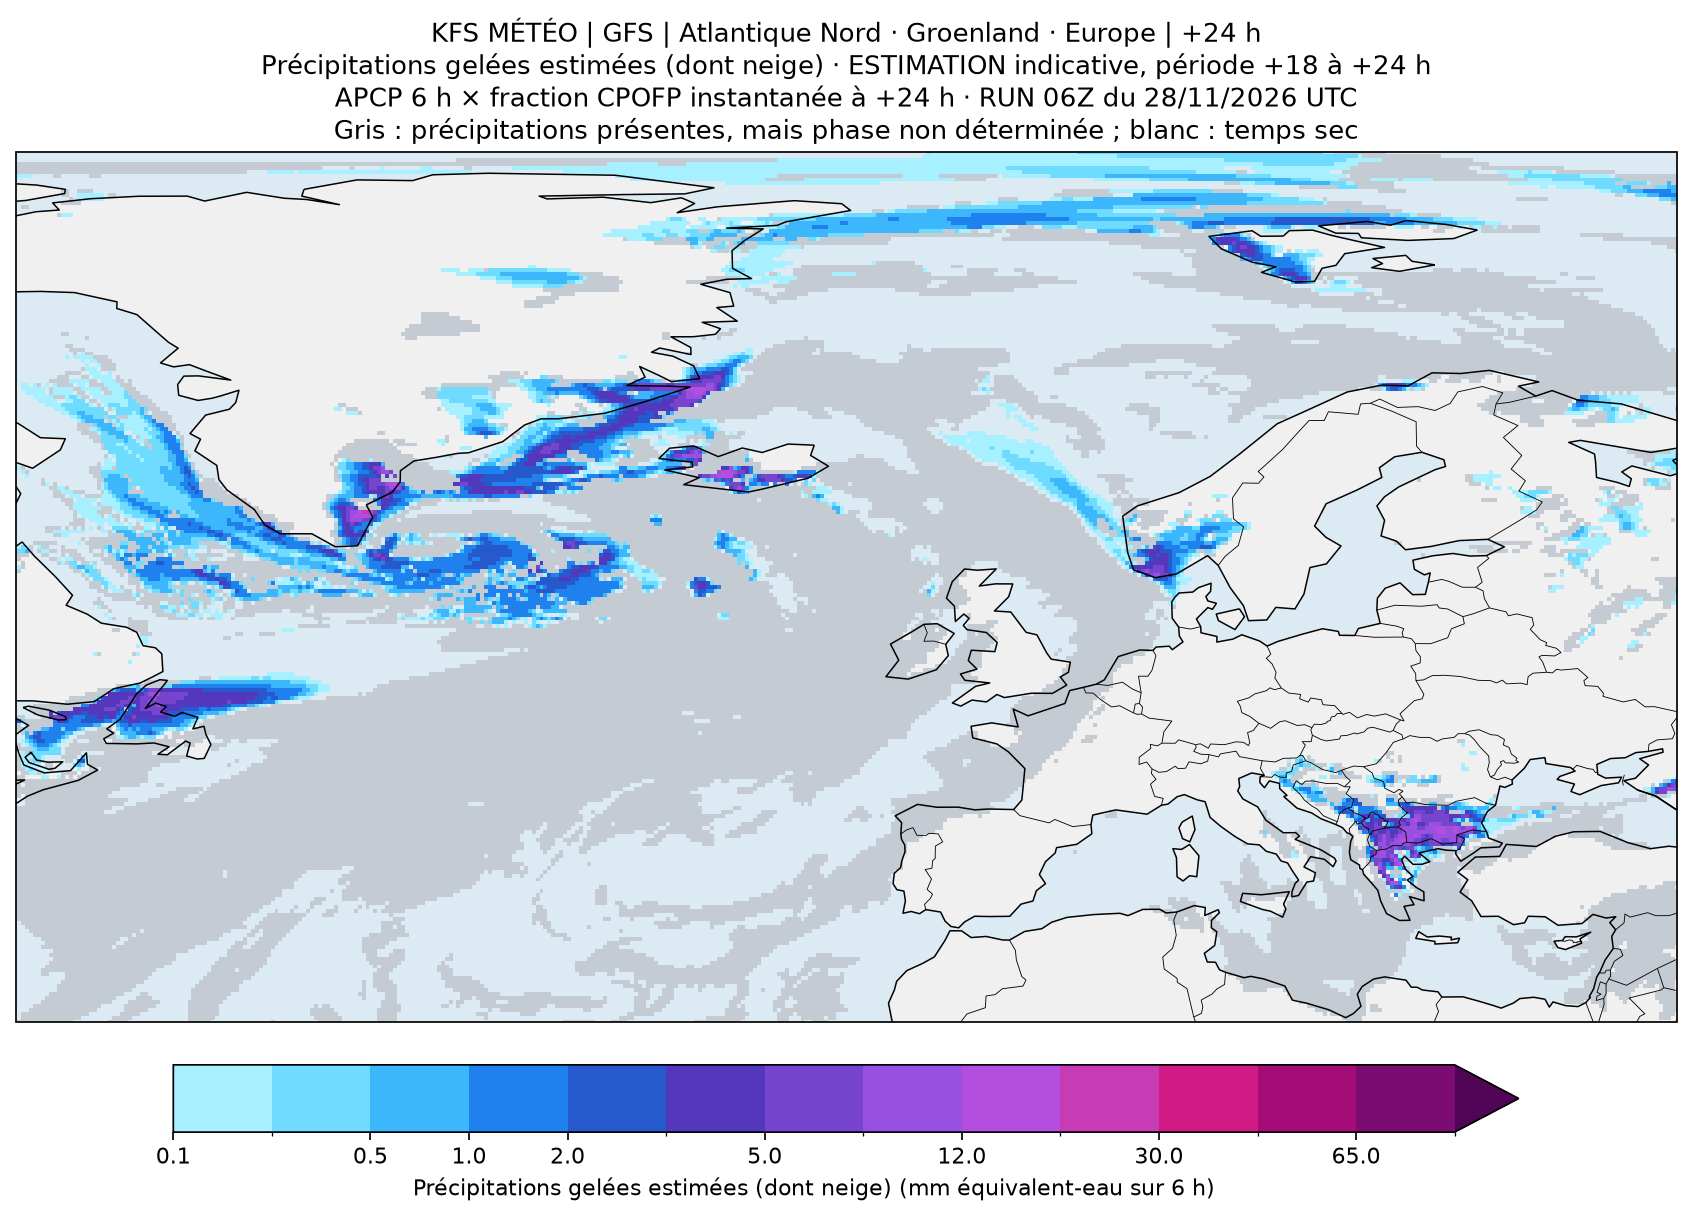 KFS MÉTÉO | GFS | Atlantique Nord · Groenland · Europe | +24 h
Précipitations gelées estimées (dont neige) · ESTIMATION indicative, période +18 à +24 h
APCP 6 h × fraction CPOFP instantanée à +24 h · RUN 06Z du 28/11/2026 UTC
Gris : précipitations présentes, mais phase non déterminée ; blanc : temps sec
0.1 0.5 1.0 2.0 5.0 12.0 30.0 65.0
Précipitations gelées estimées (dont neige) (mm équivalent-eau sur 6 h)